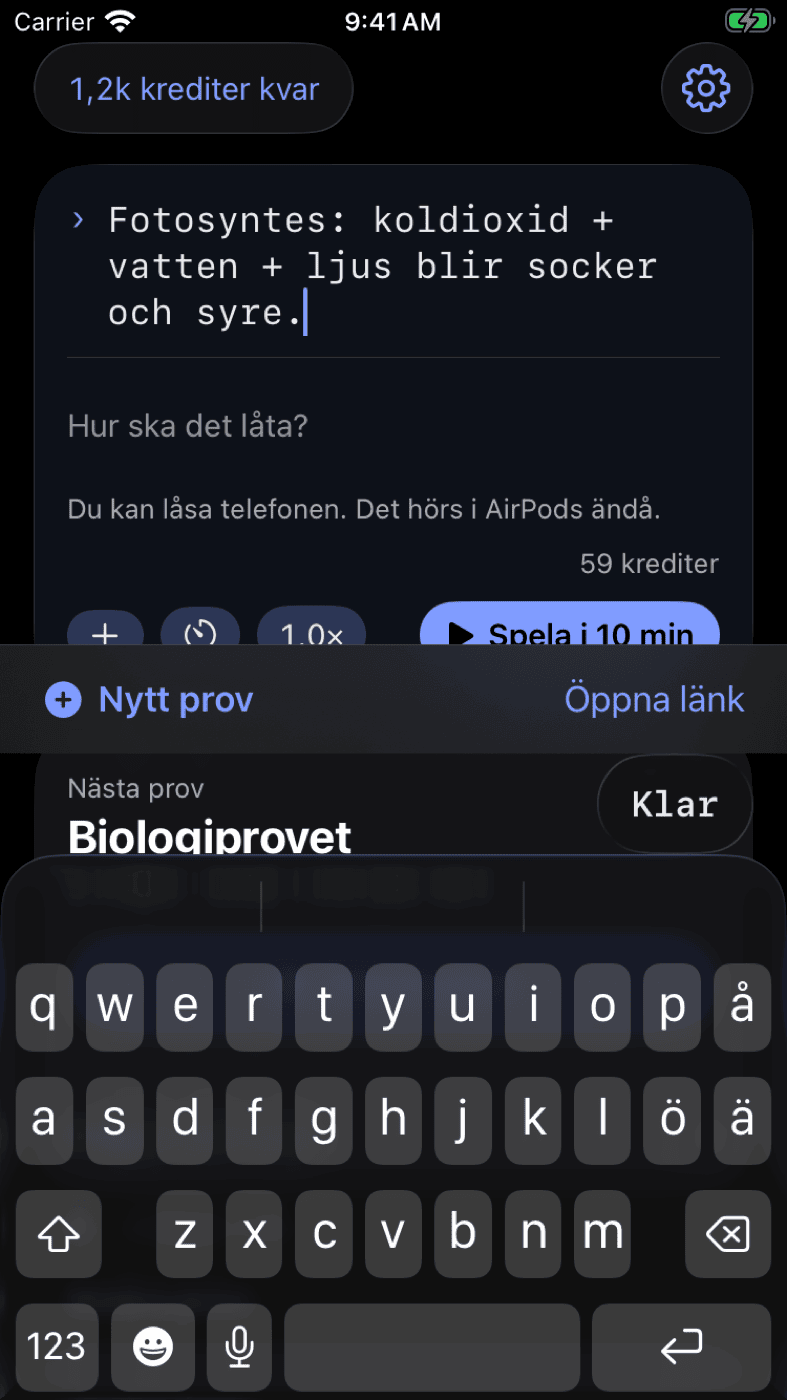 Carrier 9:41 AM
1,2k krediter kvar
› Fotosyntes: koldioxid +
vatten + ljus blir socker
och syre.
Hur ska det låta?
Du kan låsa telefonen. Det hörs i AirPods ändå.
59 krediter
1.0× Spela i 10 min
Nytt prov Öppna länk
Nästa prov
Biologiprovet
Klar
q w e r t y u i o p å
a s d f g h j k l ö ä
z x c v b n m
123